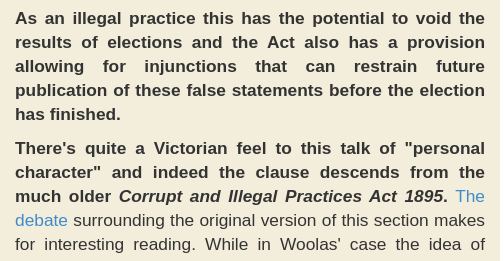 As an illegal practice this has the potential to void the
results of elections and the Act also has a provision
allowing for injunctions that can restrain future
publication of these false statements before the election
has finished.
There's quite a Victorian feel to this talk of "personal
character" and indeed the clause descends from the
much older Corrupt and Illegal Practices Act 1895. The
debate surrounding the original version of this section makes
for interesting reading. While in Woolas' case the idea of